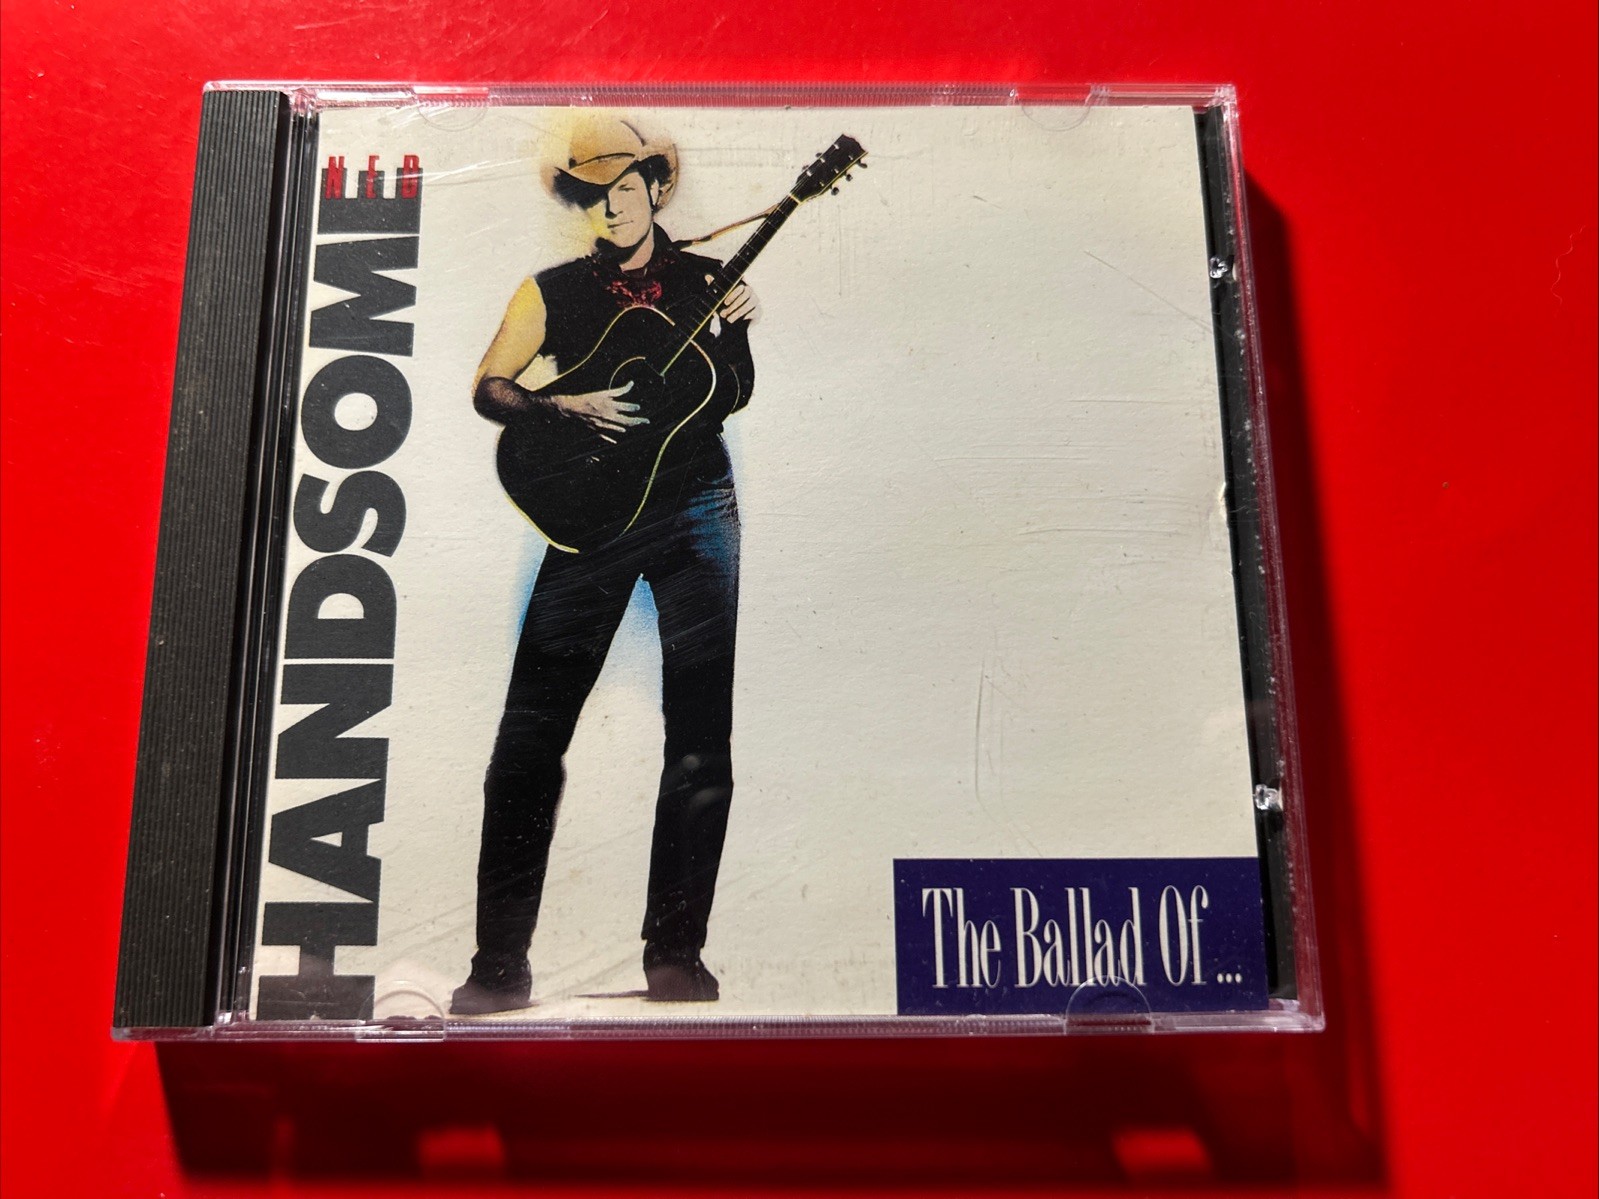 HANDSOME
NED
The Ballad Of...